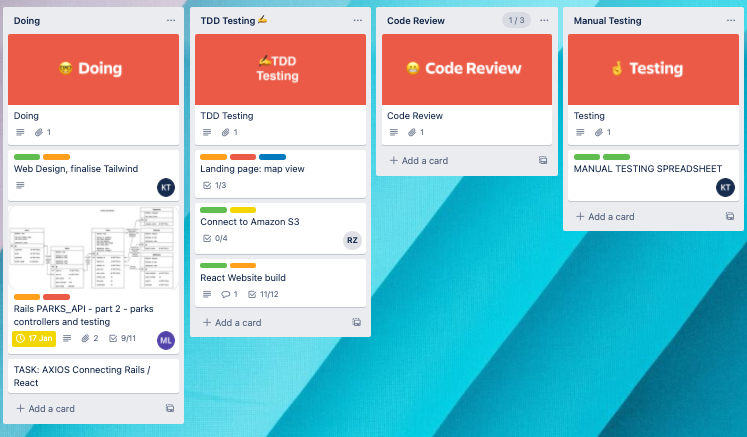 Doing
Doing
Doing
1
Web Design, finalise Tailwind
KT
Rails PARKS_API - part 2 - parks
controllers and testing
17 Jan
2
9/11
ML
TASK: AXIOS Connecting Rails /
React
+ Add a card
TDD Testing ✍
✍TDD
Testing
TDD Testing
1
Landing page: map view
1/3
Connect to Amazon S3
0/4
RZ
React Website build
1
11/12
+ Add a card
Code Review
1 / 3
Code Review
Code Review
1
+ Add a card
Manual Testing
Testing
Testing
1
MANUAL TESTING SPREADSHEET
KT
+ Add a card